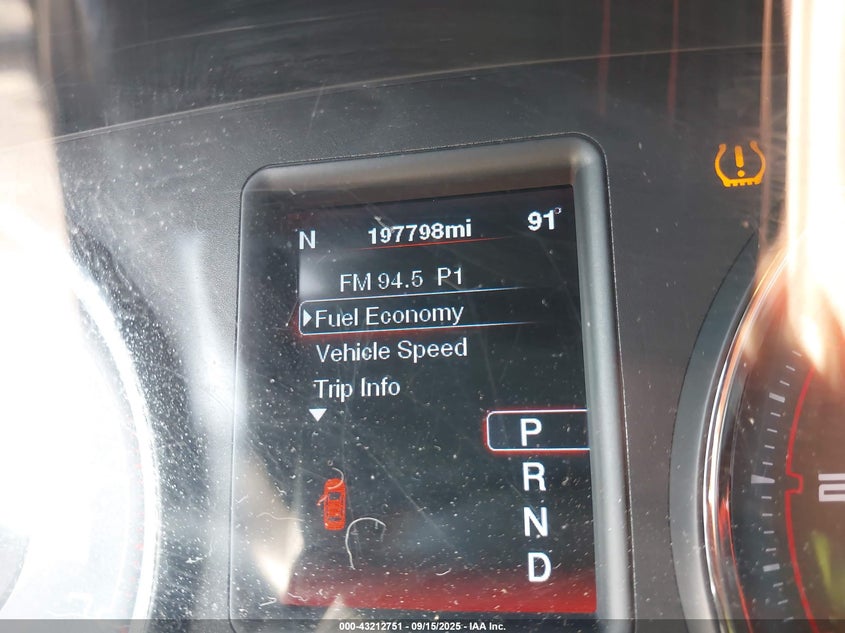 N 197798mi 91°
FM 94.5 P1
Fuel Economy
Vehicle Speed
Trip Info
P
R
N
D
2
000-43212751 - 09/15/2025 - IAA Inc.